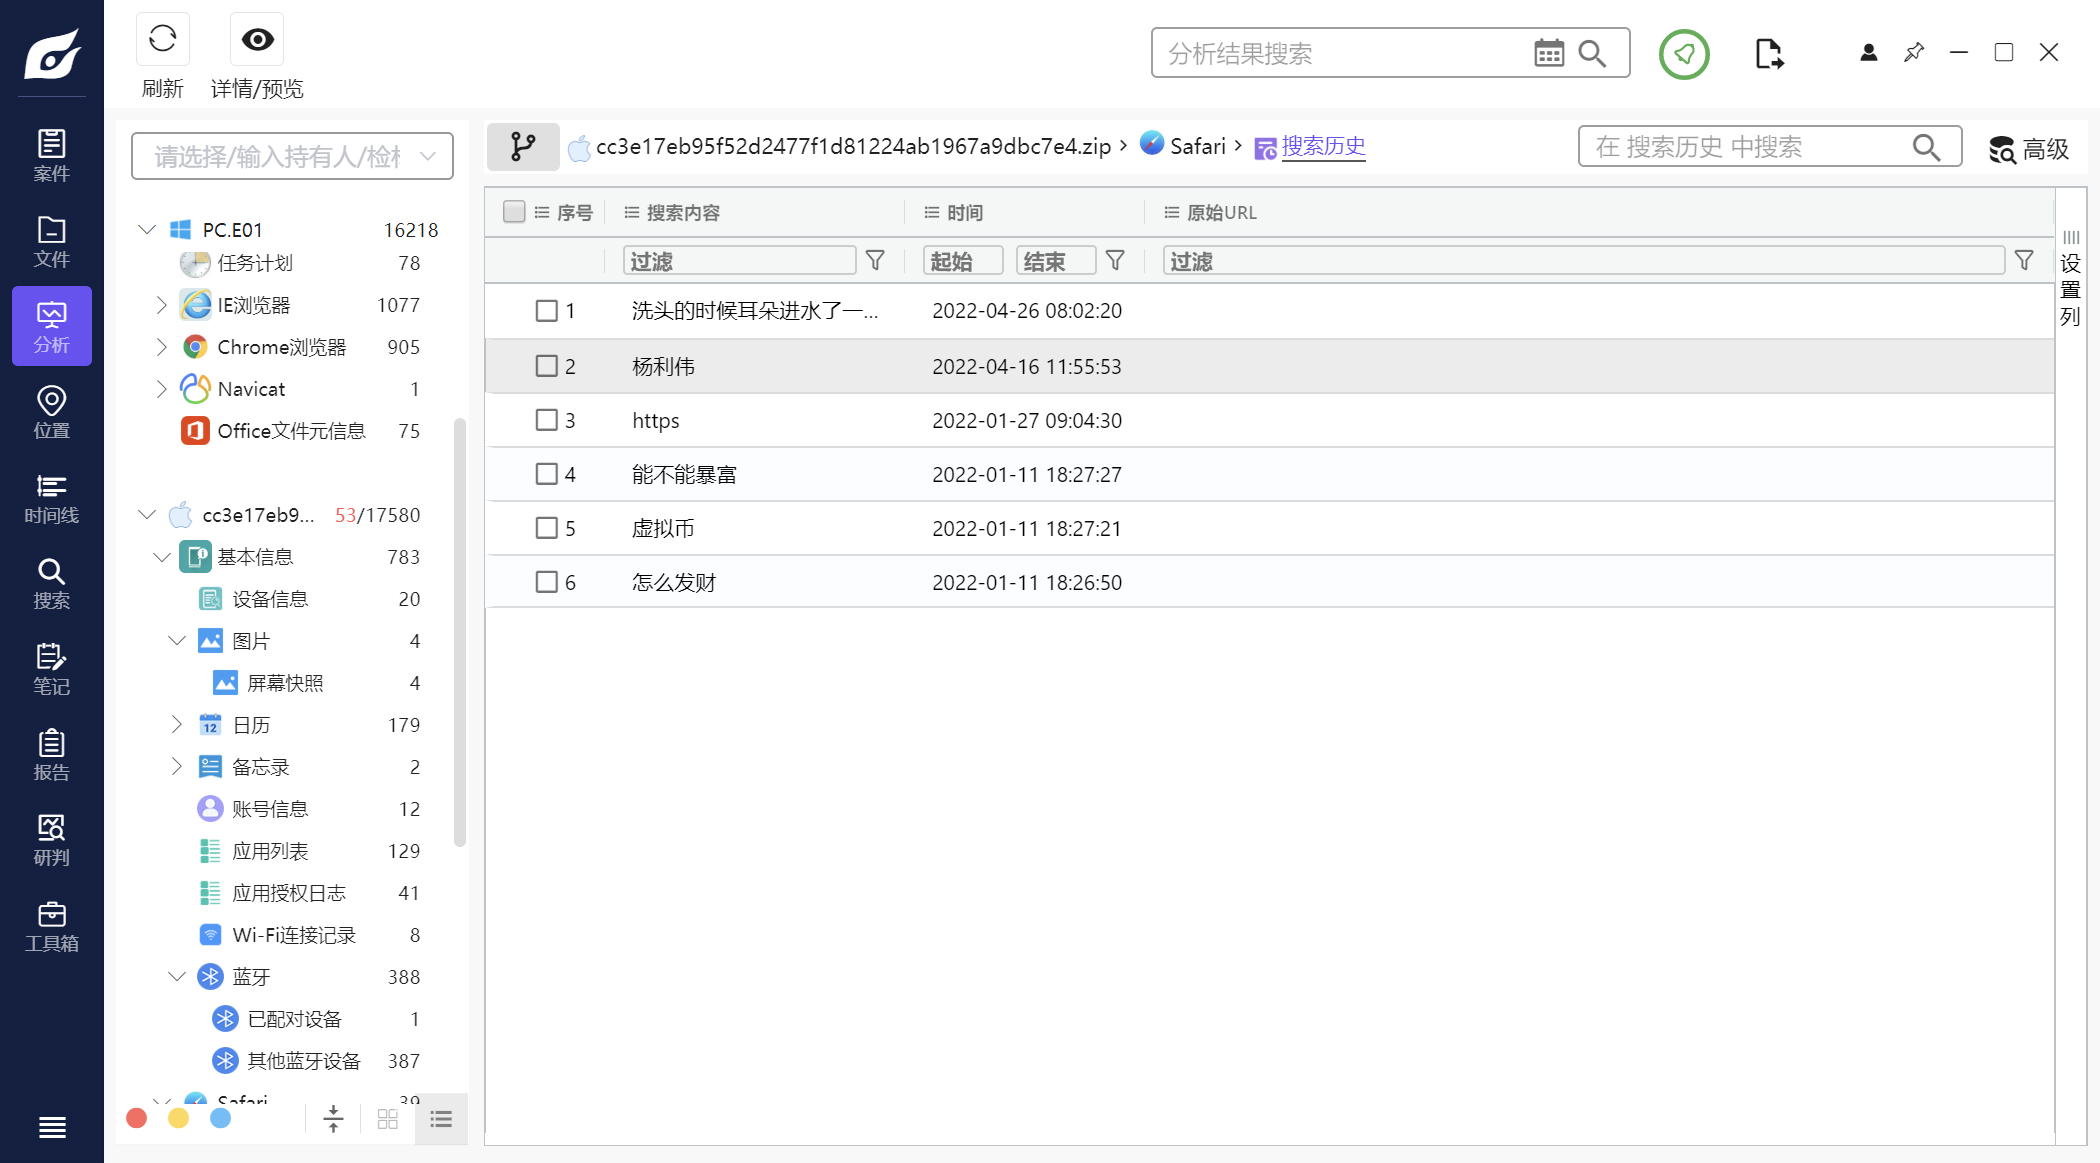 刷新
详情/预览
分析结果搜索
案件
文件
分析
位置
时间线
搜索
笔记
报告
研判
工具箱
请选择/输入持有人/检材
PC.E01 16218
任务计划 78
IE浏览器 1077
Chrome浏览器 905
Navicat 1
Office文件元信息 75
cc3e17eb9... 53/17580
基本信息 783
设备信息 20
图片 4
屏幕快照 4
日历 179
备忘录 2
账号信息 12
应用列表 129
应用授权日志 41
Wi-Fi连接记录 8
蓝牙 388
已配对设备 1
其他蓝牙设备 387
Safari 39
cc3e17eb95f52d2477f1d81224ab1967a9dbc7e4.zip › Safari › 搜索历史
在 搜索历史 中搜索
高级
序号 搜索内容 时间 原始URL
过滤 起始 结束 过滤
1 洗头的时候耳朵进水了一... 2022-04-26 08:02:20
2 杨利伟 2022-04-16 11:55:53
3 https 2022-01-27 09:04:30
4 能不能暴富 2022-01-11 18:27:27
5 虚拟币 2022-01-11 18:27:21
6 怎么发财 2022-01-11 18:26:50
设置列